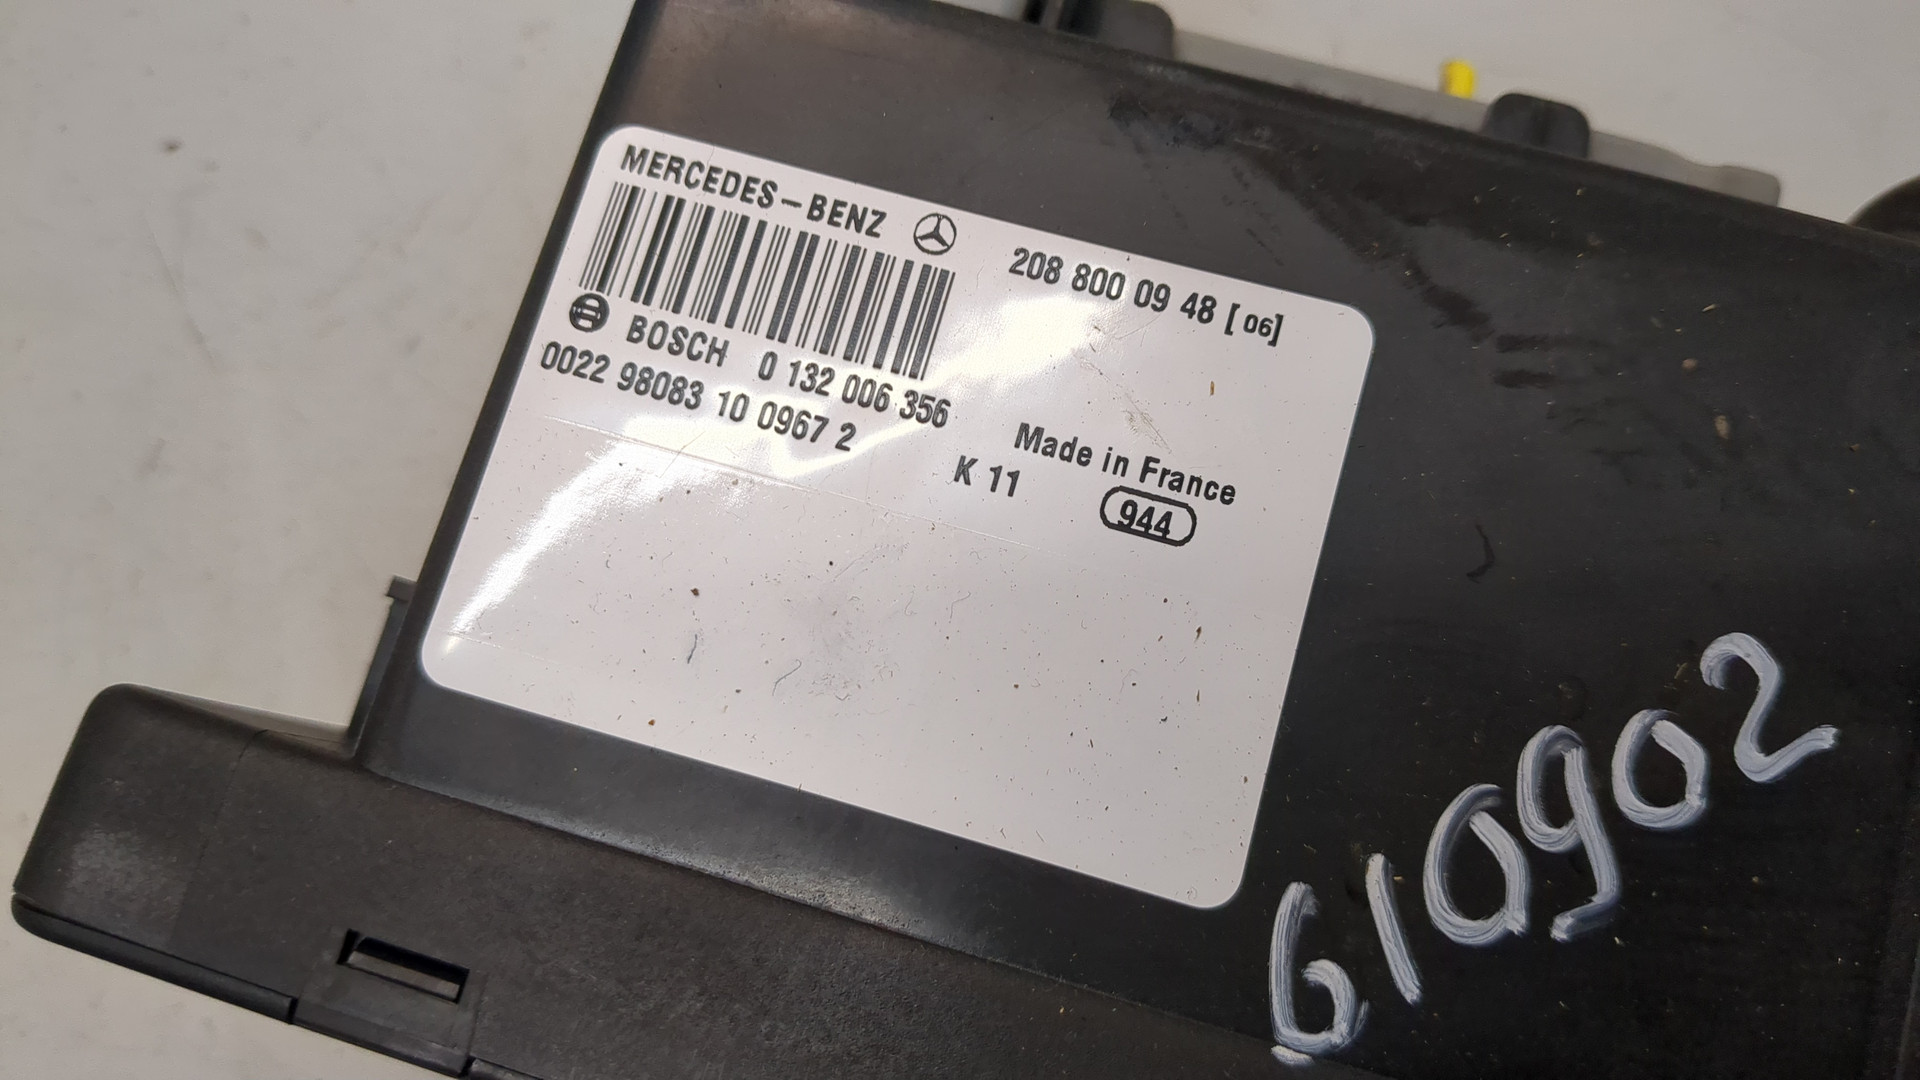 MERCEDES-BENZ
208 800 09 48 [06]
BOSCH 0 132 006 356
0022 98083 10 0967 2
Made in France
K 11
944
610902